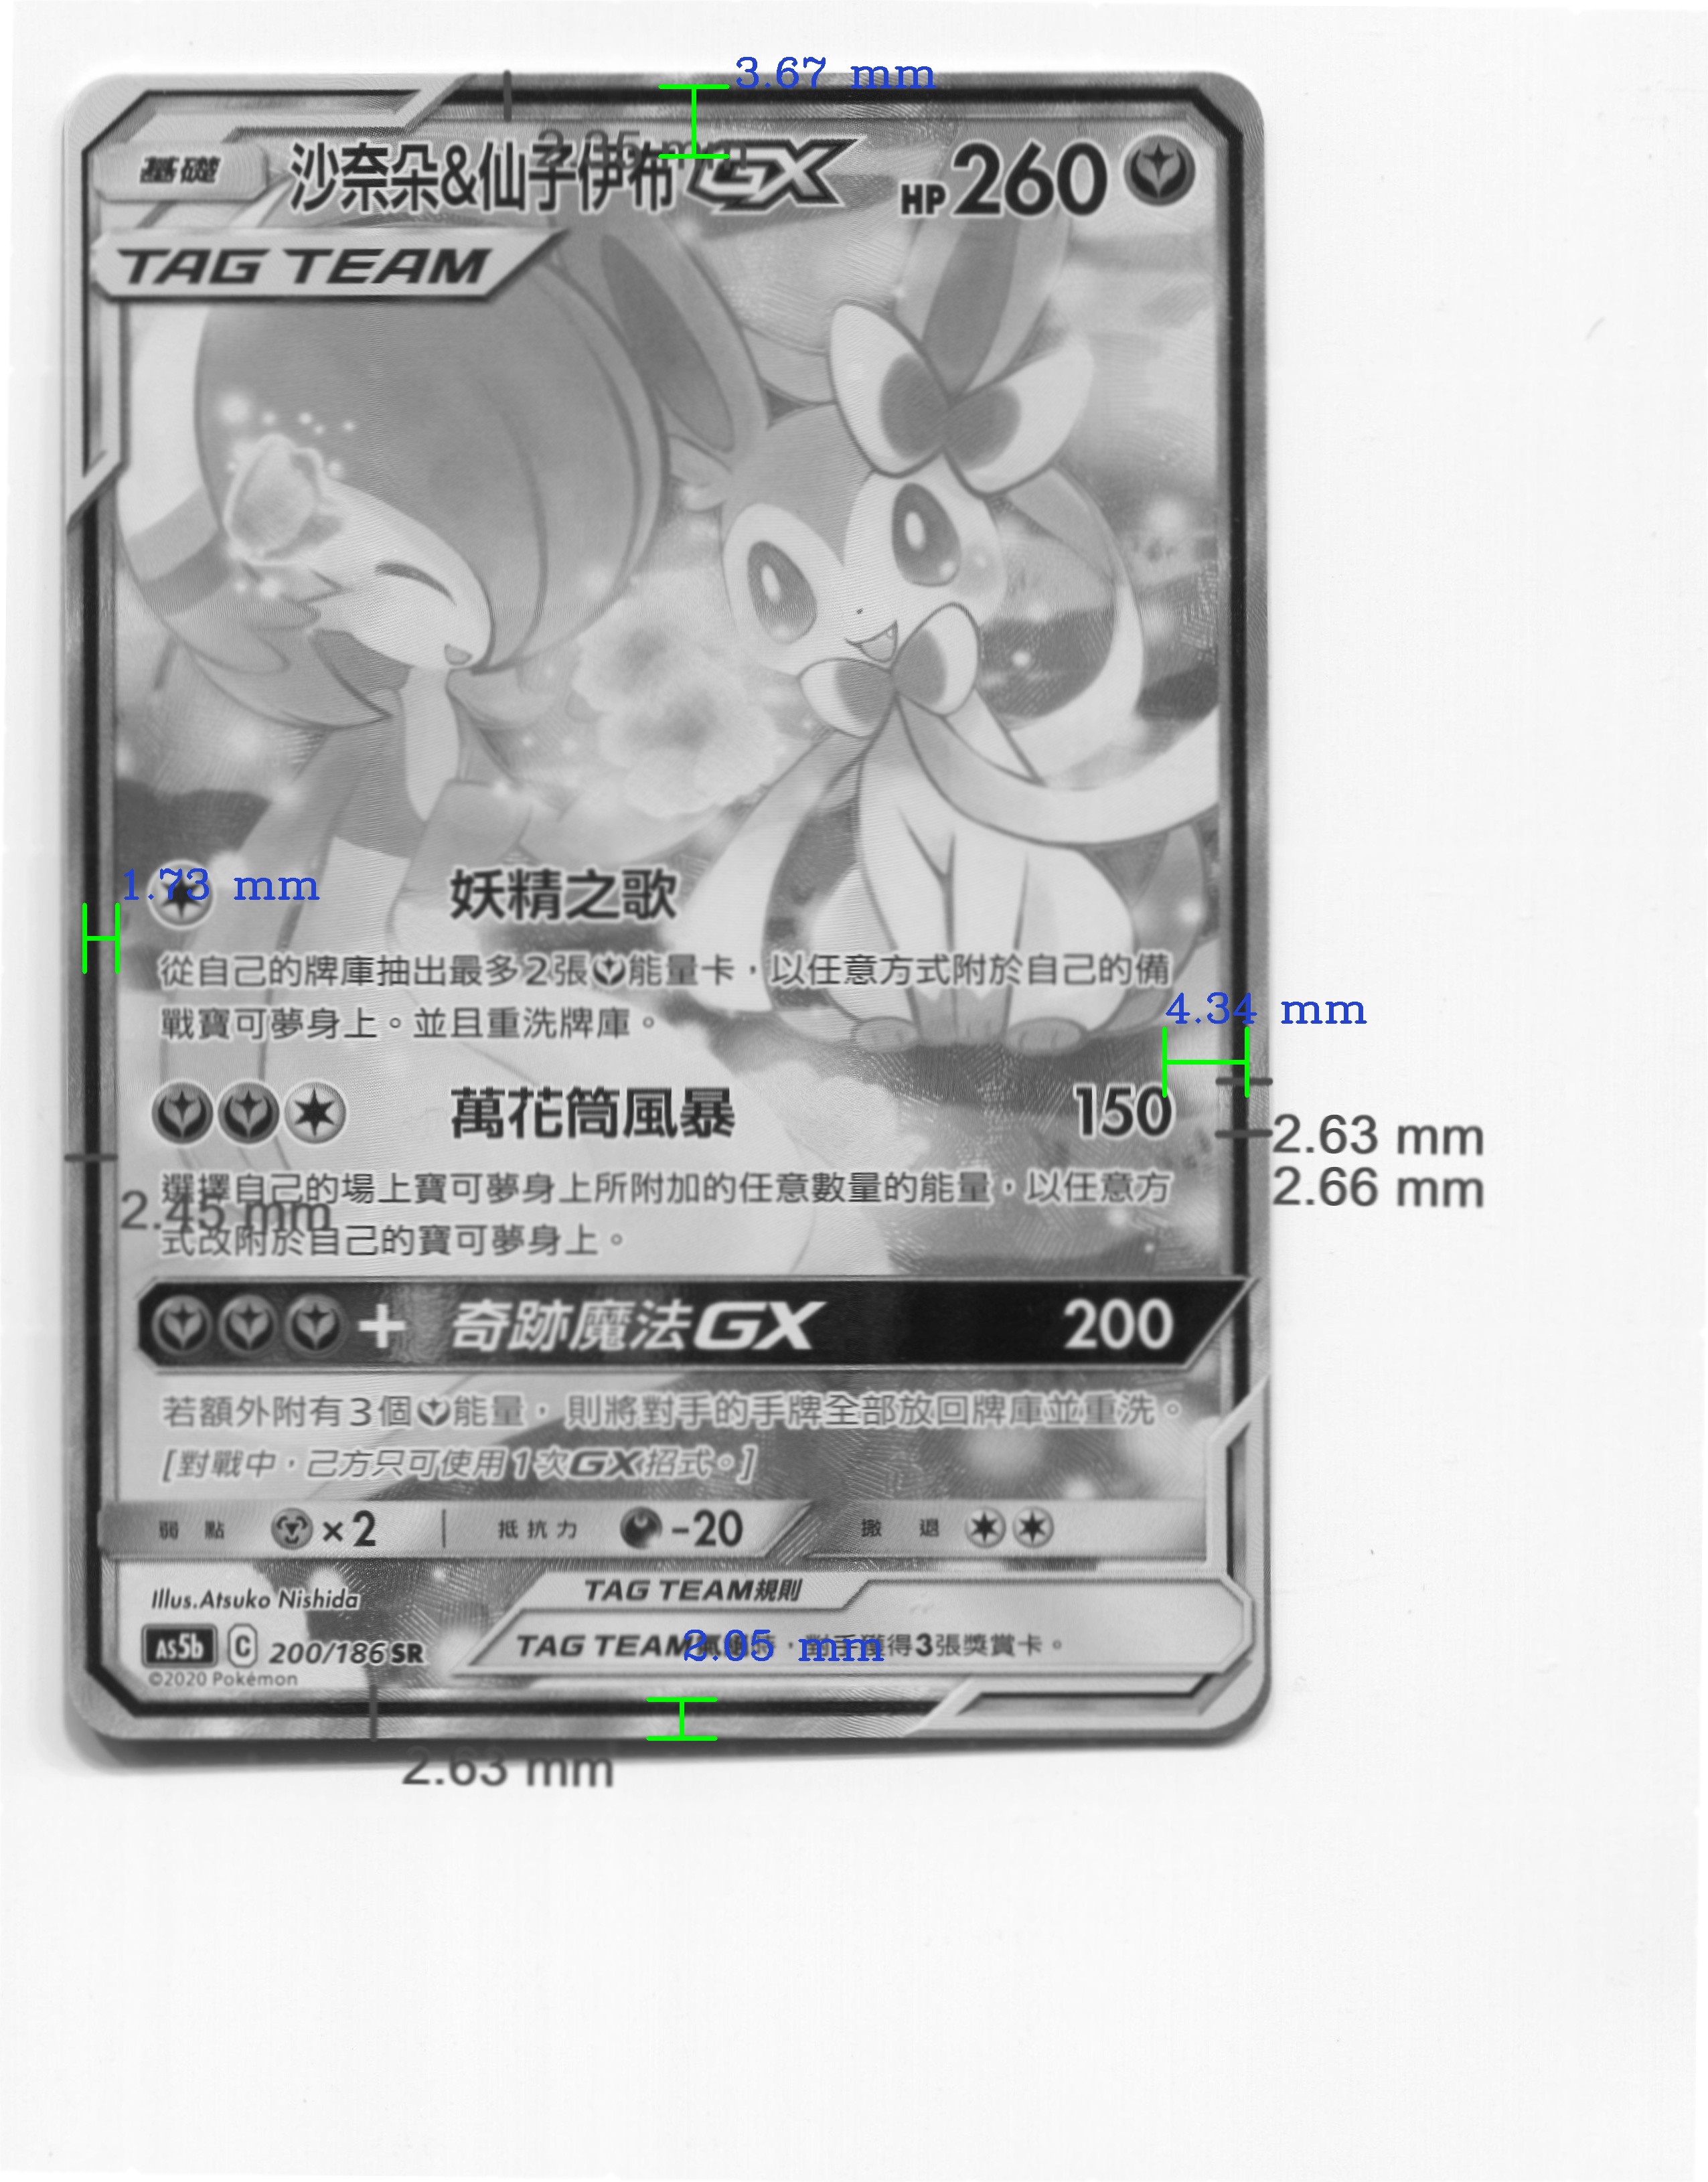 3.67 mm
基礎
沙奈朵&仙子伊布GX
HP260
TAG TEAM
1.73 mm
妖精之歌
從自己的牌庫抽出最多2張能量卡，以任意方式附於自己的備
戰寶可夢身上。並且重洗牌庫。
4.34 mm
萬花筒風暴 150
2.63 mm
2.66 mm
選擇自己的場上寶可夢身上所附加的任意數量的能量，以任意方
式改附於自己的寶可夢身上。
2.45 mm
+ 奇跡魔法GX 200
若額外附有3個能量，則將對手的手牌全部放回牌庫並重洗。
[對戰中，己方只可使用1次GX招式。]
弱點 ×2 抵抗力 -20 撤退
Illus.Atsuko Nishida
TAG TEAM規則
AS5b C 200/186 SR
TAG TEAM 時，對手獲得3張獎賞卡。
2.05 mm
©2020 Pokémon
2.63 mm